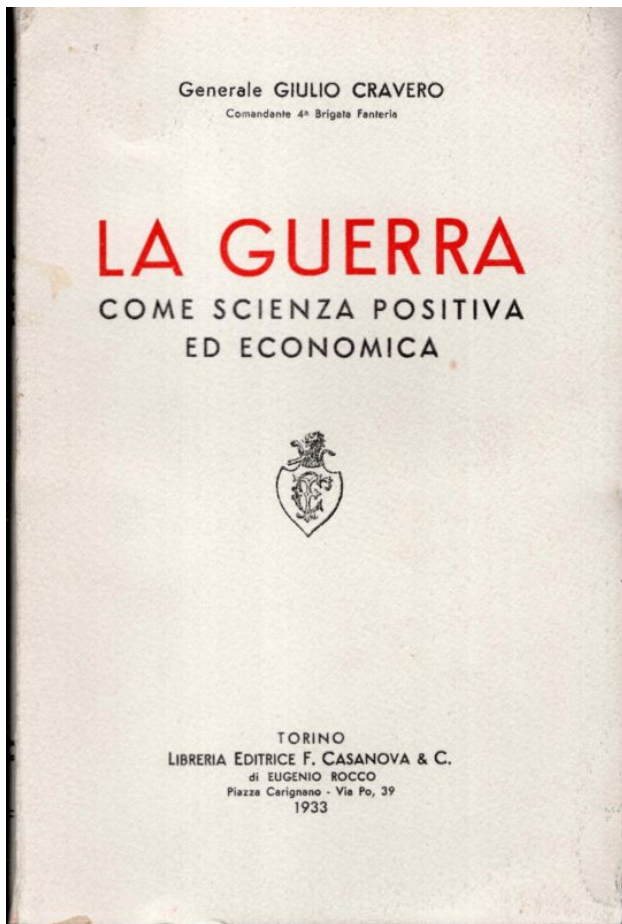 Generale GIULIO CRAVERO
Comandante 4ª Brigata Fanteria
LA GUERRA
COME SCIENZA POSITIVA
ED ECONOMICA
TORINO
LIBRERIA EDITRICE F. CASANOVA & C.
di EUGENIO ROCCO
Piazza Carignano - Via Po, 39
1933